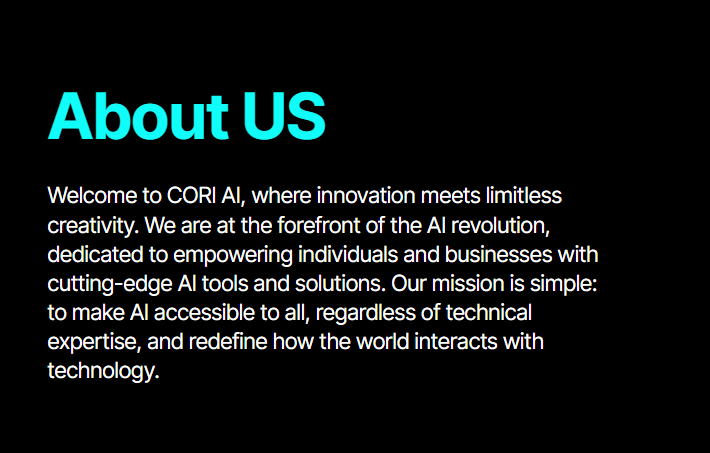 About US
Welcome to CORI AI, where innovation meets limitless
creativity. We are at the forefront of the AI revolution,
dedicated to empowering individuals and businesses with
cutting-edge AI tools and solutions. Our mission is simple:
to make AI accessible to all, regardless of technical
expertise, and redefine how the world interacts with
technology.